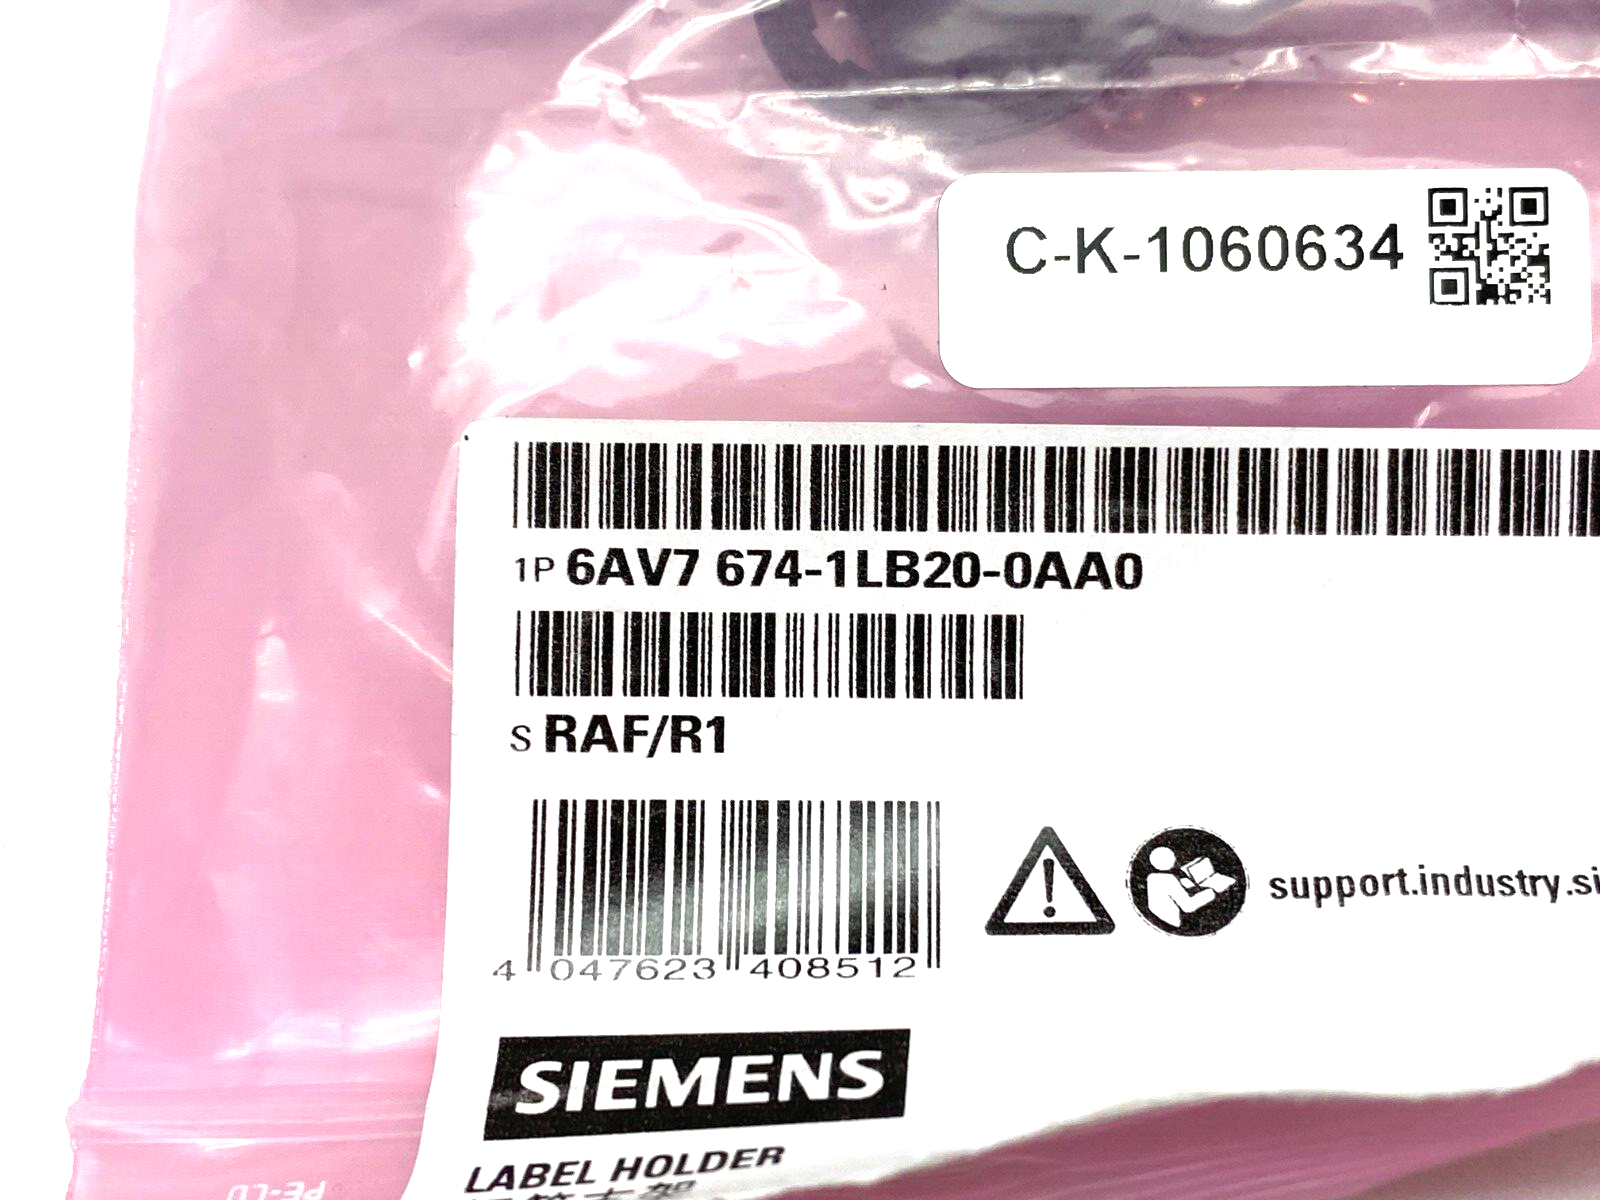 C-K-1060634
1P 6AV7 674-1LB20-0AA0
S RAF/R1
support.industry.si
4 047623 408512
SIEMENS
LABEL HOLDER